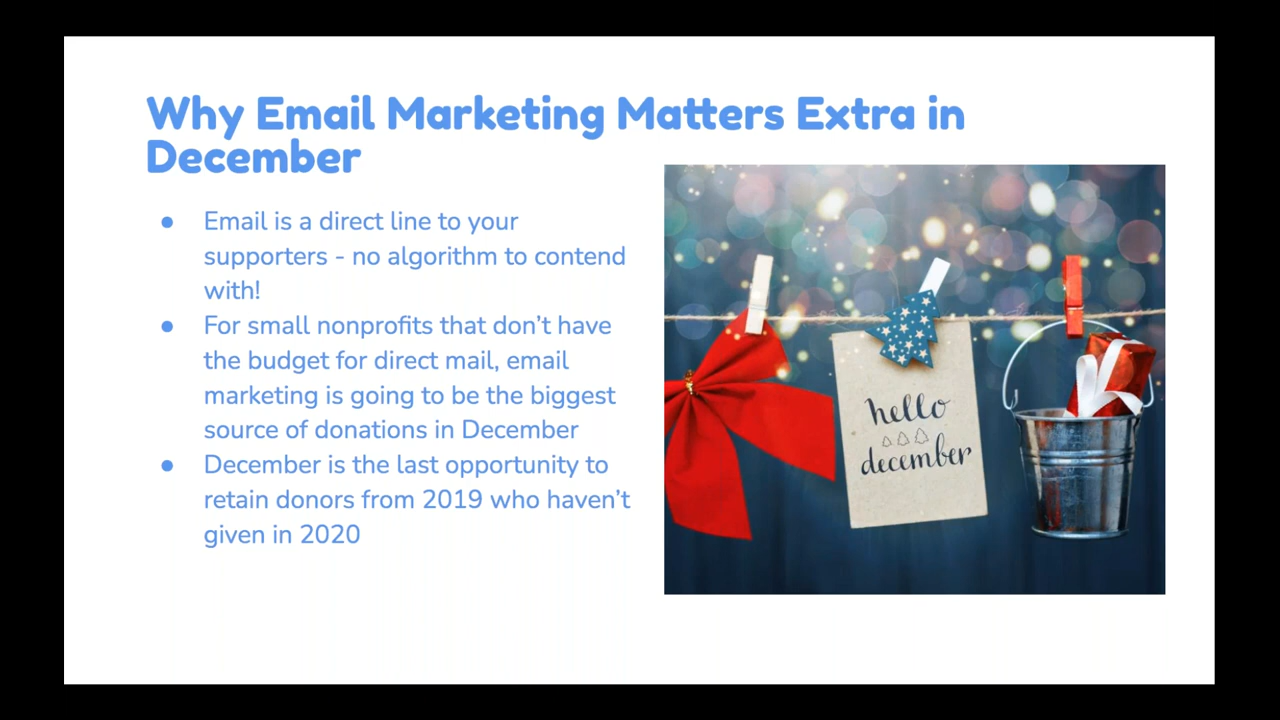 Why Email Marketing Matters Extra in
December
● Email is a direct line to your
supporters - no algorithm to contend
with!
● For small nonprofits that don’t have
the budget for direct mail, email
marketing is going to be the biggest
source of donations in December
● December is the last opportunity to
retain donors from 2019 who haven’t
given in 2020
hello
december